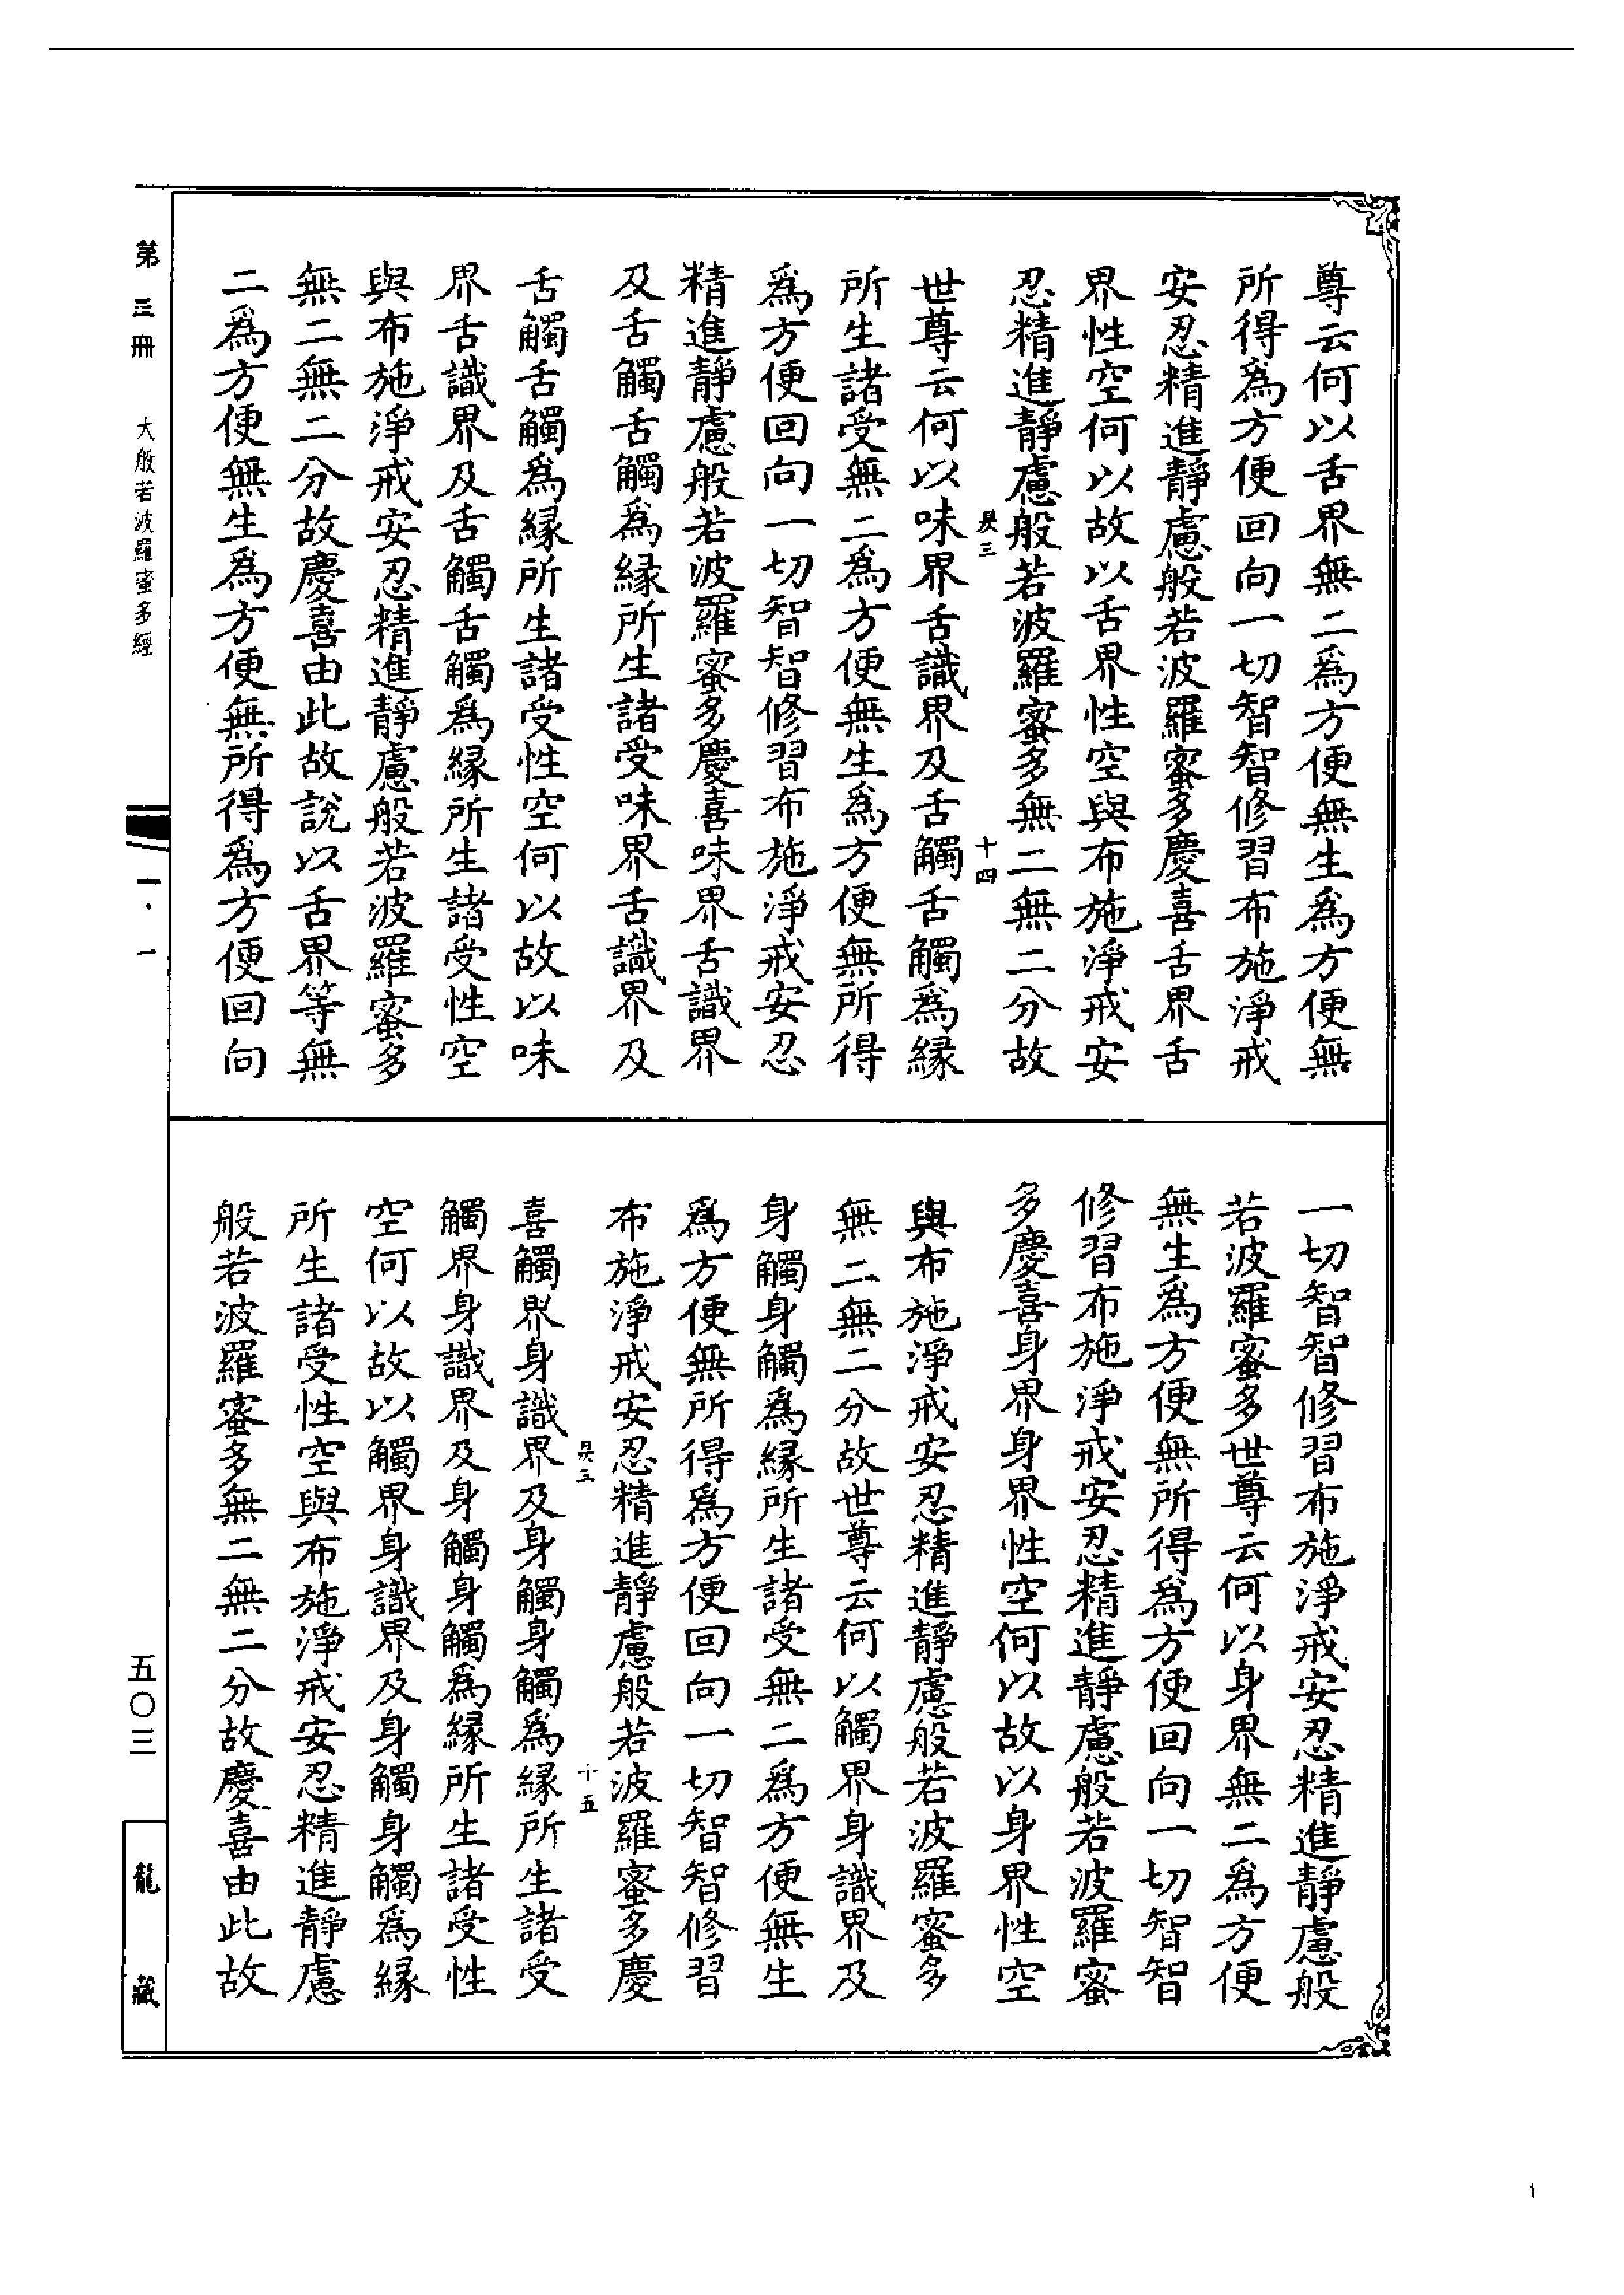 尊云何以舌界無二爲方便無生爲方便無
所得爲方便回向一切智智修習布施淨戒
安忍精進靜慮般若波羅蜜多慶喜舌界舌
界性空何以故以舌界性空與布施淨戒安
忍精進靜慮般若波羅蜜多無二無二分故
三 十四
世尊云何以味界舌識界及舌觸舌觸爲緣
所生諸受無二爲方便無生爲方便無所得
爲方便回向一切智智修習布施淨戒安忍
精進靜慮般若波羅蜜多慶喜味界舌識界
及舌觸舌觸爲緣所生諸受味界舌識界及
舌觸舌觸爲緣所生諸受性空何以故以味
界舌識界及舌觸舌觸爲緣所生諸受性空
與布施淨戒安忍精進靜慮般若波羅蜜多
無二無二分故慶喜由此故說以舌界等無
二爲方便無生爲方便無所得爲方便回向
一切智智修習布施淨戒安忍精進靜慮般
若波羅蜜多世尊云何以身界無二爲方便
無生爲方便無所得爲方便回向一切智智
修習布施淨戒安忍精進靜慮般若波羅蜜
多慶喜身界身界性空何以故以身界性空
與布施淨戒安忍精進靜慮般若波羅蜜多
無二無二分故世尊云何以觸界身識界及
身觸身觸爲緣所生諸受無二爲方便無生
爲方便無所得爲方便回向一切智智修習
布施淨戒安忍精進靜慮般若波羅蜜多慶
三 十五
喜觸界身識界及身觸身觸爲緣所生諸受
觸界身識界及身觸身觸爲緣所生諸受性
空何以故以觸界身識界及身觸身觸爲緣
所生諸受性空與布施淨戒安忍精進靜慮
般若波羅蜜多無二無二分故慶喜由此故
第三冊 大般若波羅蜜多經 一·一 五〇三 龍藏